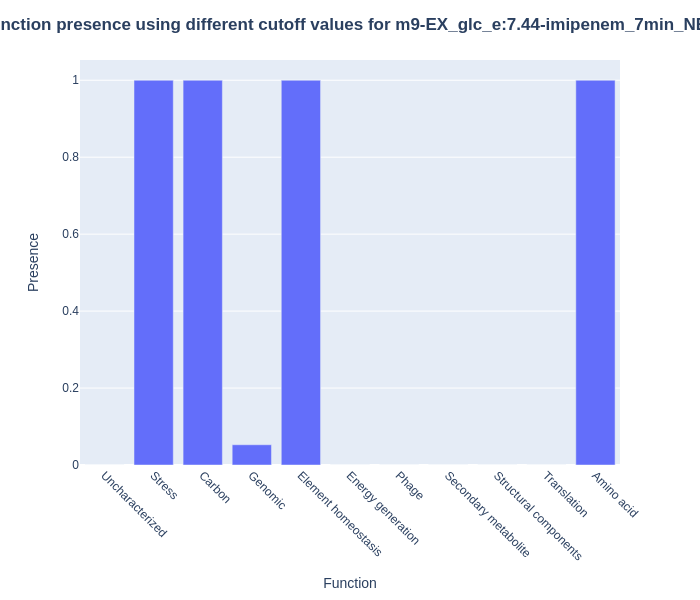 nction presence using different cutoff values for m9-EX_glc_e:7.44-imipenem_7min_NE
1
0.8
0.6
0.4
0.2
0
Presence
Uncharacterized
Stress
Carbon
Genomic
Element homeostasis
Energy generation
Phage
Secondary metabolite
Structural components
Translation
Amino acid
Function